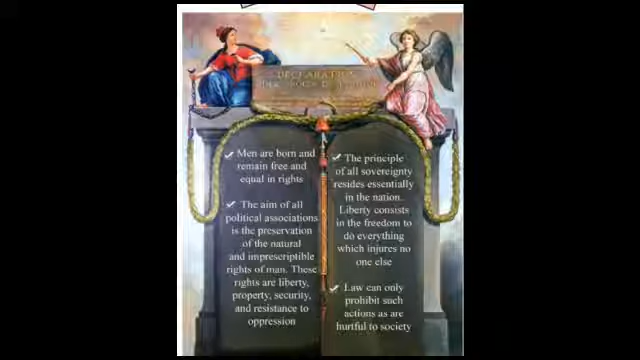 DECLARATION
Men are born and
remain free and
equal in rights
The aim of all
political associations
is the preservation
of the natural
and imprescriptible
rights of man. These
rights are liberty,
property, security,
and resistance to
oppression
The principle
of all sovereignty
resides essentially
in the nation.
Liberty consists
in the freedom to
do everything
which injures no
one else
Law can only
prohibit such
actions as are
hurtful to society